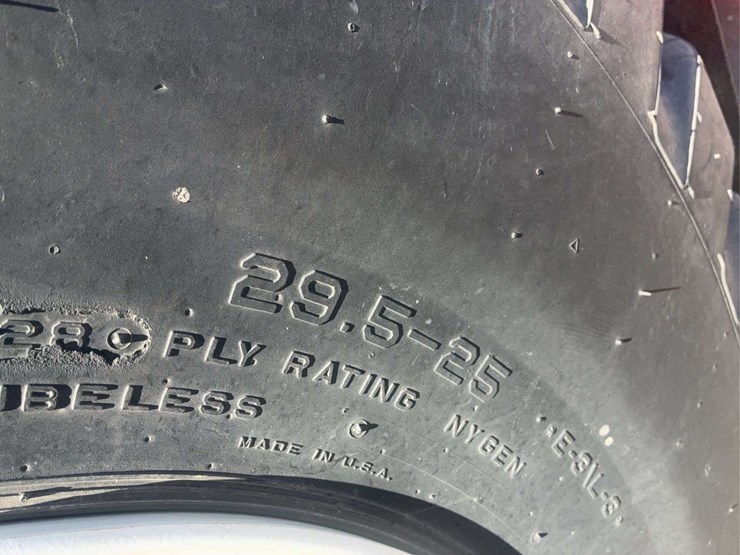 29.5-25
28 PLY RATING NYGEN E-3\L-3
UBELESS
MADE IN U.S.A.